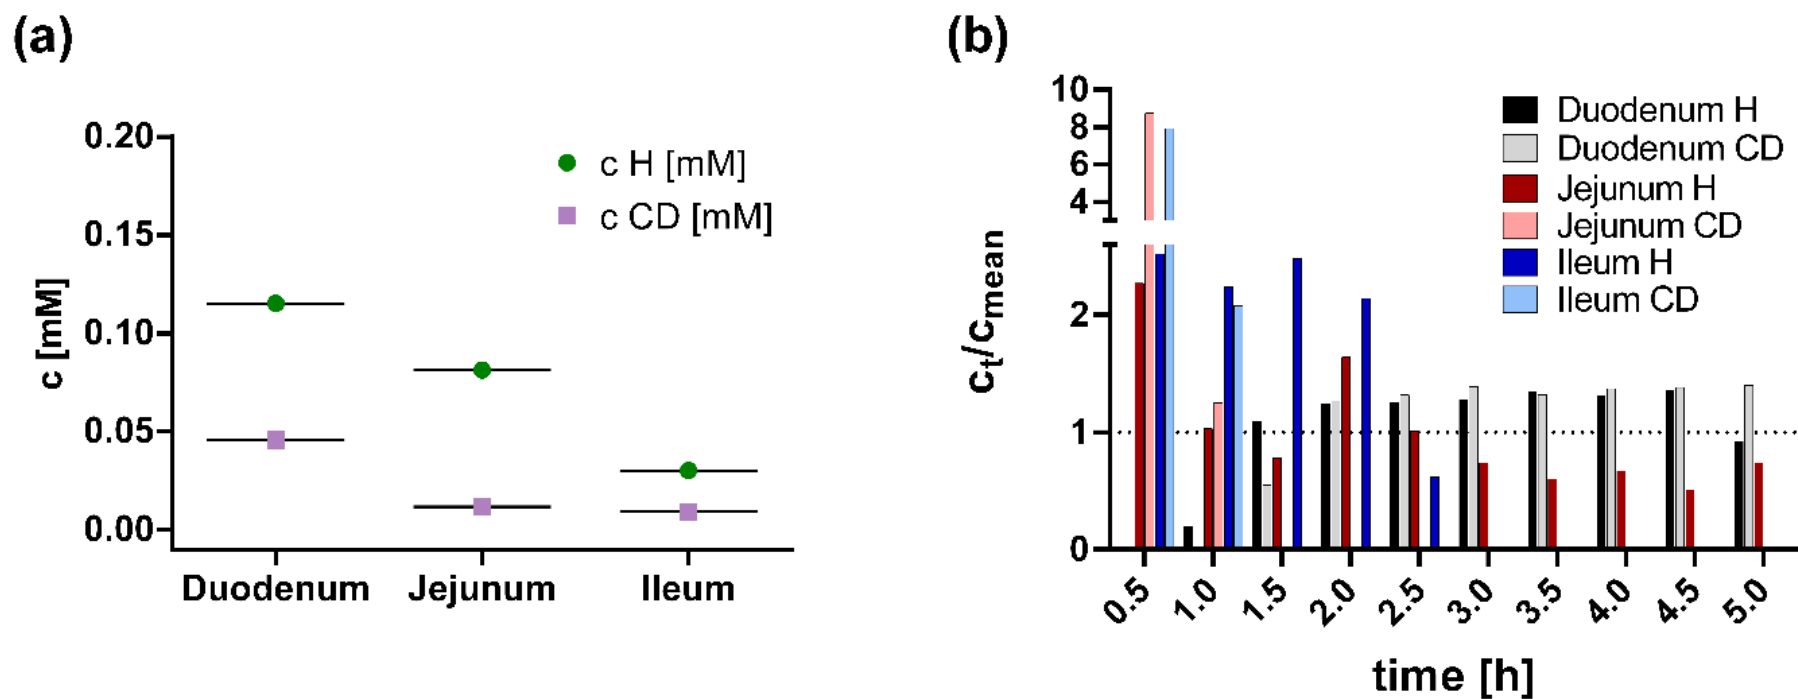 (a)
0.20
0.15
0.10
0.05
0.00
c [mM]
c H [mM]
c CD [mM]
Duodenum Jejunum Ileum
(b)
10
8
6
4
2
1
0
ct/cmean
Duodenum H
Duodenum CD
Jejunum H
Jejunum CD
Ileum H
Ileum CD
0.5 1.0 1.5 2.0 2.5 3.0 3.5 4.0 4.5 5.0
time [h]